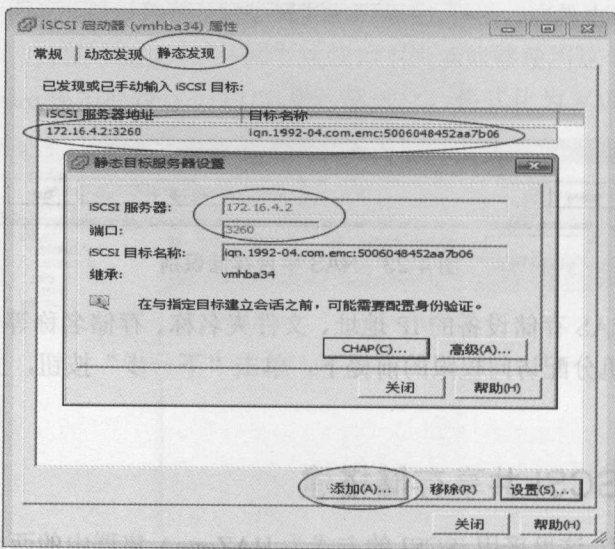 iSCSI 启动器 (vmhba34) 属性
常规 动态发现 静态发现
已发现或已手动输入 iSCSI 目标:
iSCSI 服务器地址 目标名称
172.16.4.2:3260 iqn.1992-04.com.emc:5006048452aa7b06
静态目标服务器设置
iSCSI 服务器: 172.16.4.2
端口: 3260
iSCSI 目标名称: iqn.1992-04.com.emc:5006048452aa7b06
继承: vmhba34
在与指定目标建立会话之前，可能需要配置身份验证。
CHAP(C)... 高级(A)...
关闭 帮助(H)
添加(A)... 移除(R) 设置(S)...
关闭 帮助(H)